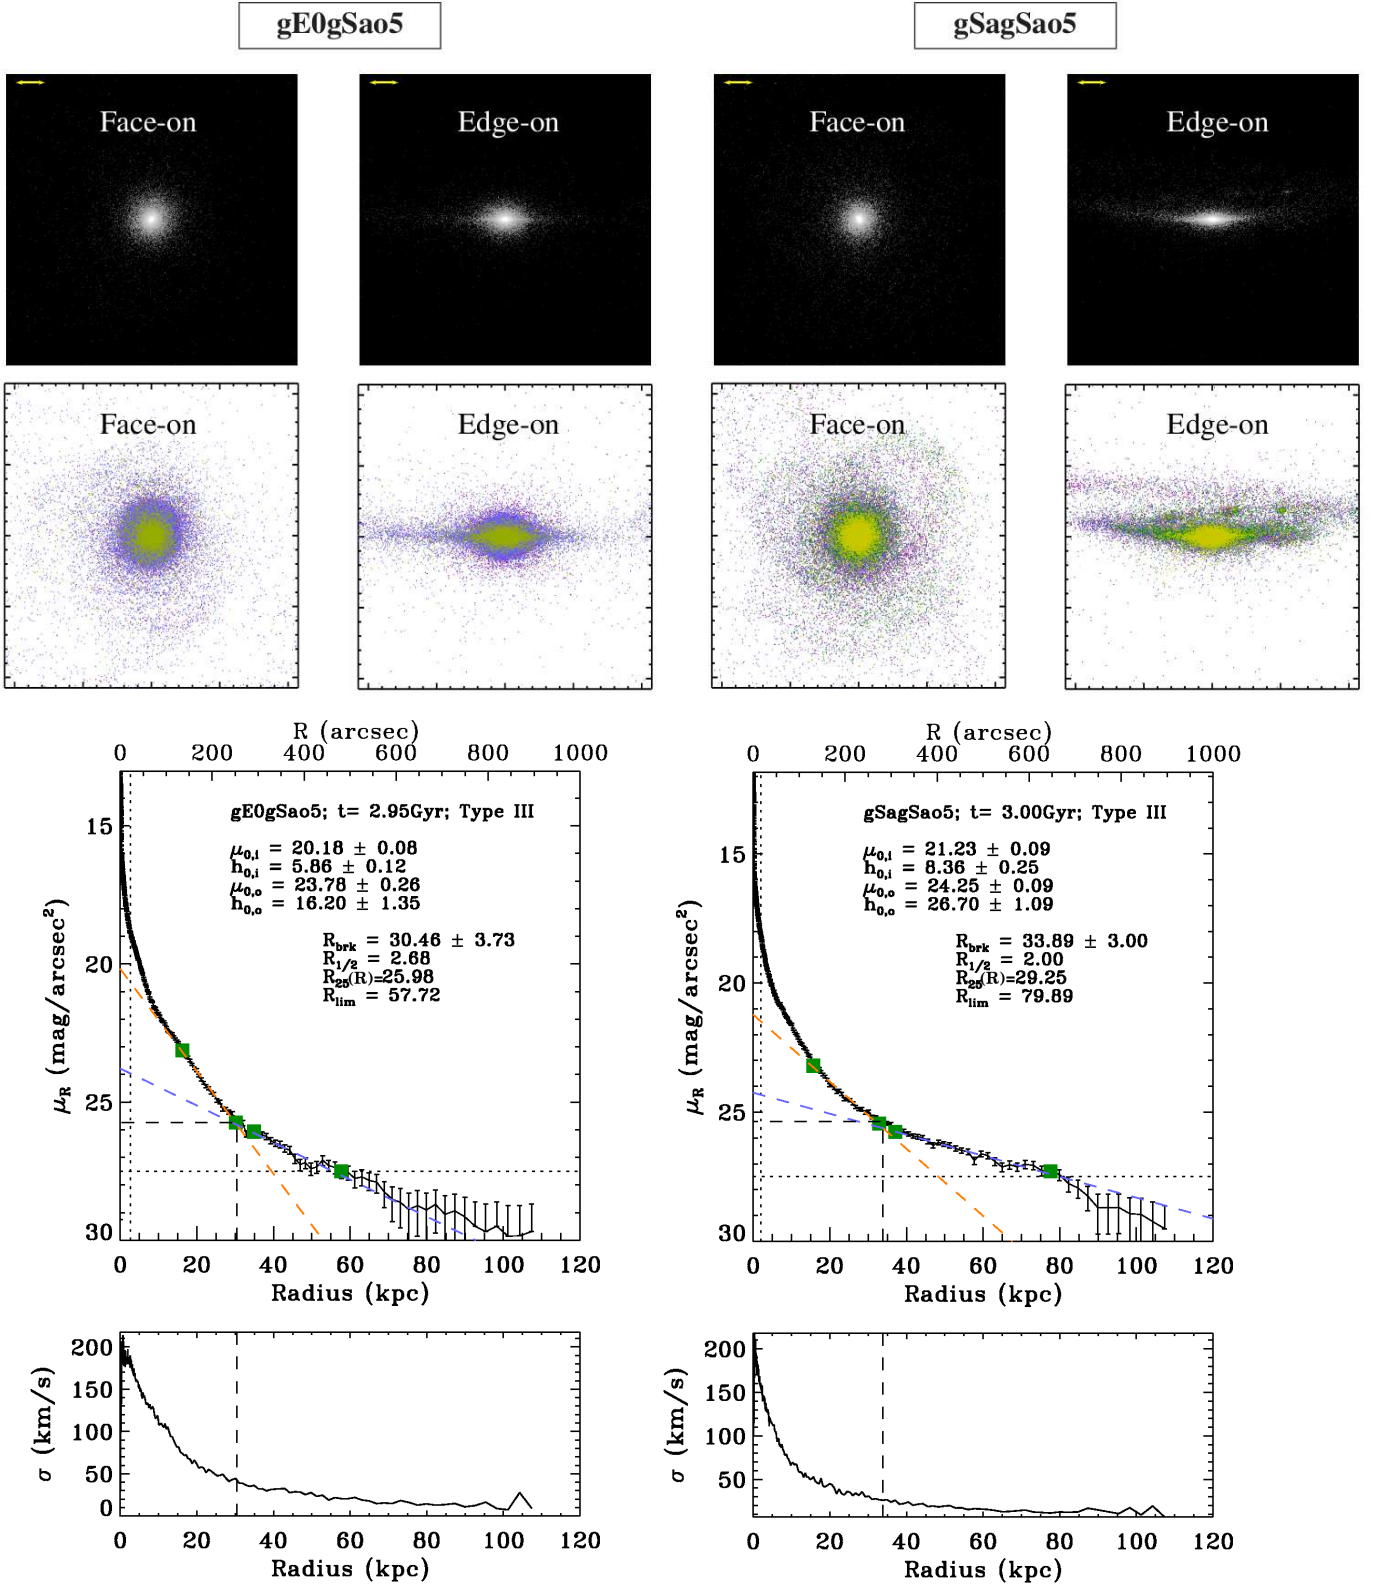 gE0gSao5
gSagSao5
Face-on
Edge-on
Face-on
Edge-on
Face-on
Edge-on
Face-on
Edge-on
R (arcsec)
0 200 400 600 800 1000
gE0gSao5; t= 2.95Gyr; Type III
μ0,i = 20.18 ± 0.08
h0,i = 5.86 ± 0.12
μ0,o = 23.78 ± 0.26
h0,o = 16.20 ± 1.35
Rbrk = 30.46 ± 3.73
R1/2 = 2.68
R25(R)=25.98
Rlim = 57.72
μR (mag/arcsec2)
15
20
25
30
0 20 40 60 80 100 120
Radius (kpc)
R (arcsec)
0 200 400 600 800 1000
gSagSao5; t= 3.00Gyr; Type III
μ0,i = 21.23 ± 0.09
h0,i = 8.36 ± 0.25
μ0,o = 24.25 ± 0.09
h0,o = 26.70 ± 1.09
Rbrk = 33.89 ± 3.00
R1/2 = 2.00
R25(R)=29.25
Rlim = 79.89
μR (mag/arcsec2)
15
20
25
30
0 20 40 60 80 100 120
Radius (kpc)
σ (km/s)
200
150
100
50
0
0 20 40 60 80 100 120
Radius (kpc)
σ (km/s)
200
150
100
50
0 20 40 60 80 100 120
Radius (kpc)